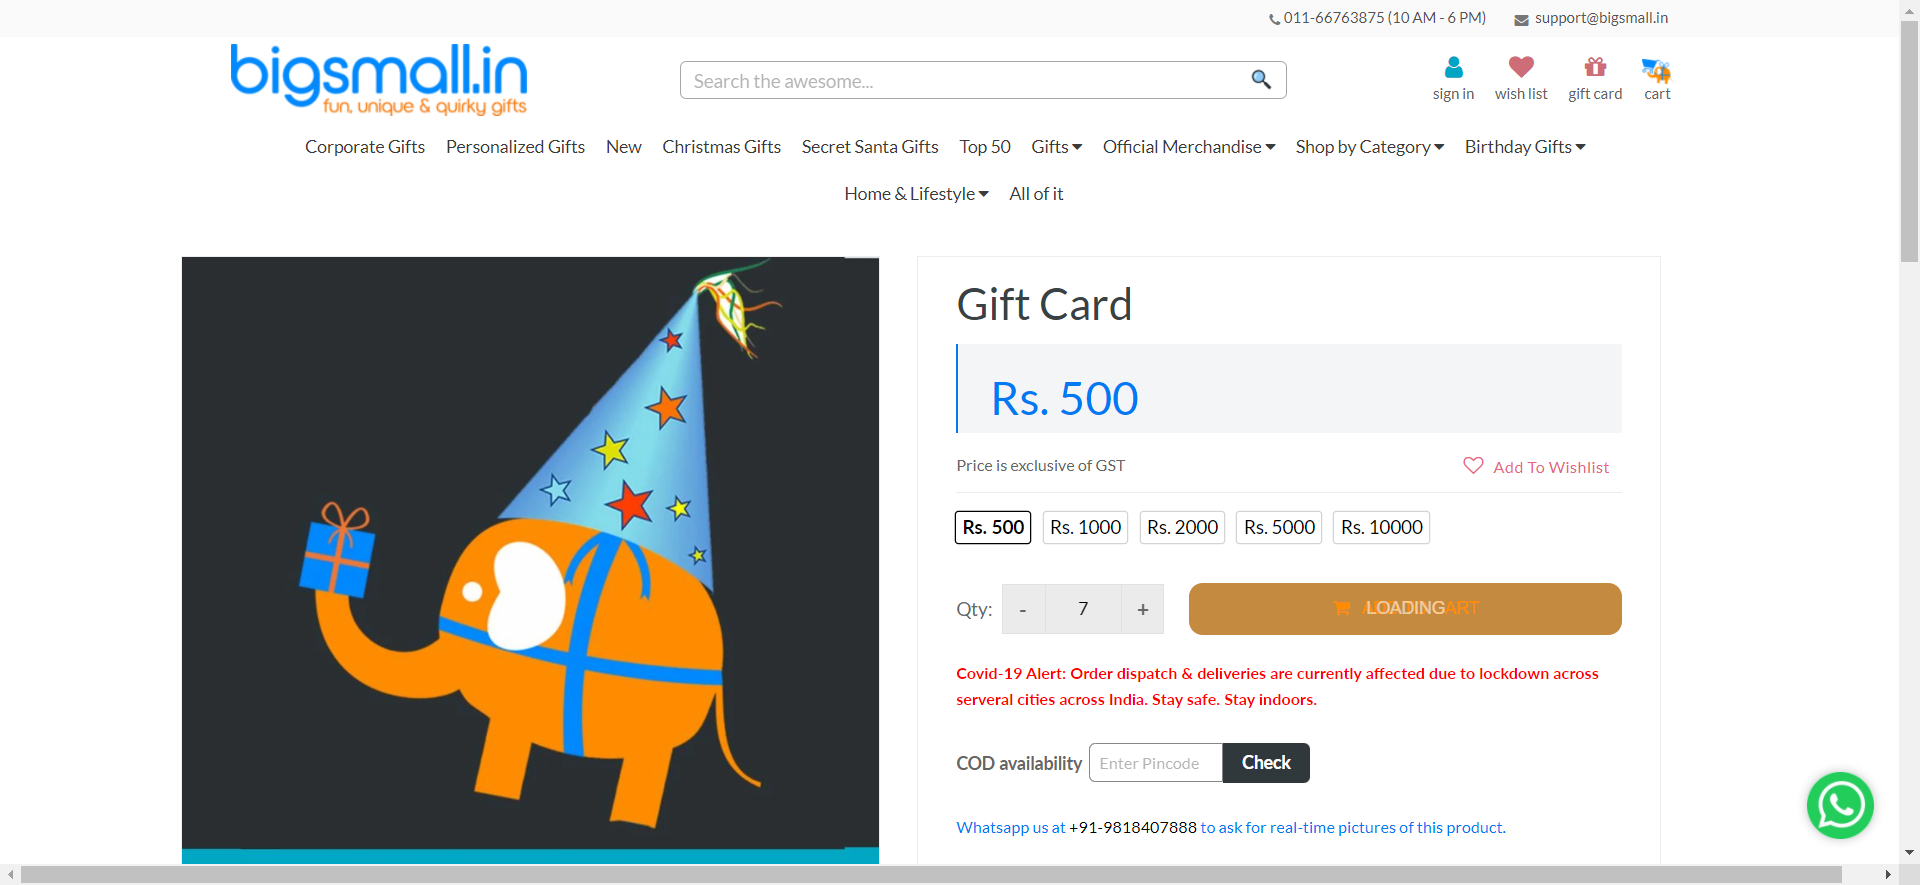 011-66763875 (10 AM - 6 PM) support@bigsmall.in
bigsmall.in
fun, unique & quirky gifts
Search the awesome...
sign in wish list gift card cart
Corporate Gifts Personalized Gifts New Christmas Gifts Secret Santa Gifts Top 50 Gifts Official Merchandise Shop by Category Birthday Gifts
Home & Lifestyle All of it
Gift Card
Rs. 500
Price is exclusive of GST Add To Wishlist
Rs. 500 Rs. 1000 Rs. 2000 Rs. 5000 Rs. 10000
Qty: - 7 + LOADING
Covid-19 Alert: Order dispatch & deliveries are currently affected due to lockdown across
serveral cities across India. Stay safe. Stay indoors.
COD availability Enter Pincode Check
Whatsapp us at +91-9818407888 to ask for real-time pictures of this product.